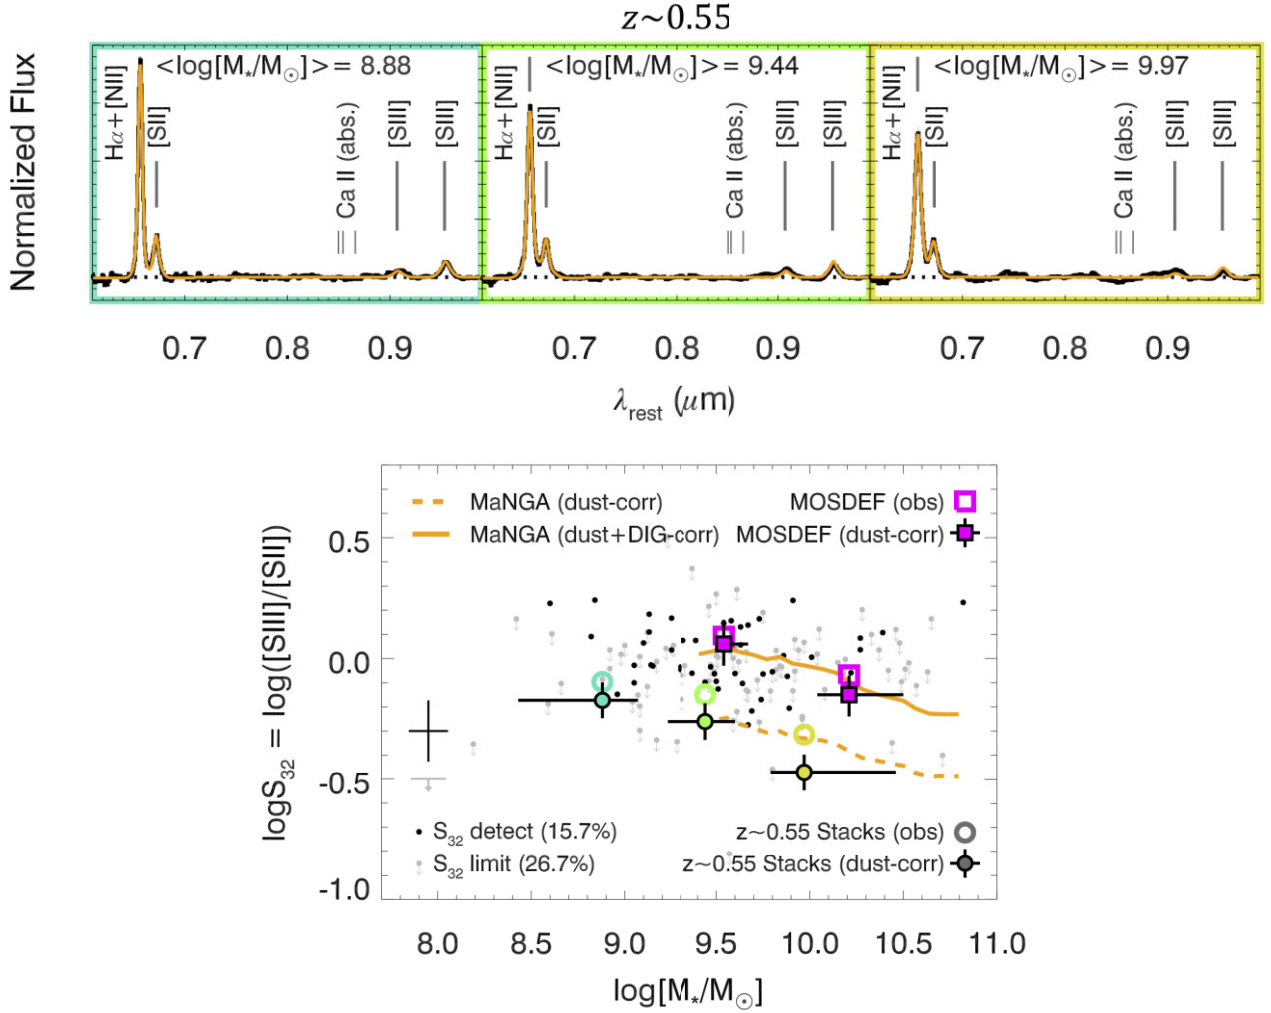 z~0.55
Normalized Flux
Hα+[NII]
[SII]
<log[M*/M⊙]>= 8.88
Ca II (abs.)
[SIII]
[SIII]
Hα+[NII]
[SII]
<log[M*/M⊙]>= 9.44
Ca II (abs.)
[SIII]
[SIII]
Hα+[NII]
[SII]
<log[M*/M⊙]>= 9.97
Ca II (abs.)
[SIII]
[SIII]
0.7 0.8 0.9 0.7 0.8 0.9 0.7 0.8 0.9
λrest (μm)
logS32 = log([SIII]/[SII])
MaNGA (dust-corr)
MaNGA (dust+DIG-corr)
MOSDEF (obs)
MOSDEF (dust-corr)
0.5
0.0
-0.5
-1.0
S32 detect (15.7%)
S32 limit (26.7%)
z~0.55 Stacks (obs)
z~0.55 Stacks (dust-corr)
8.0 8.5 9.0 9.5 10.0 10.5 11.0
log[M*/M⊙]